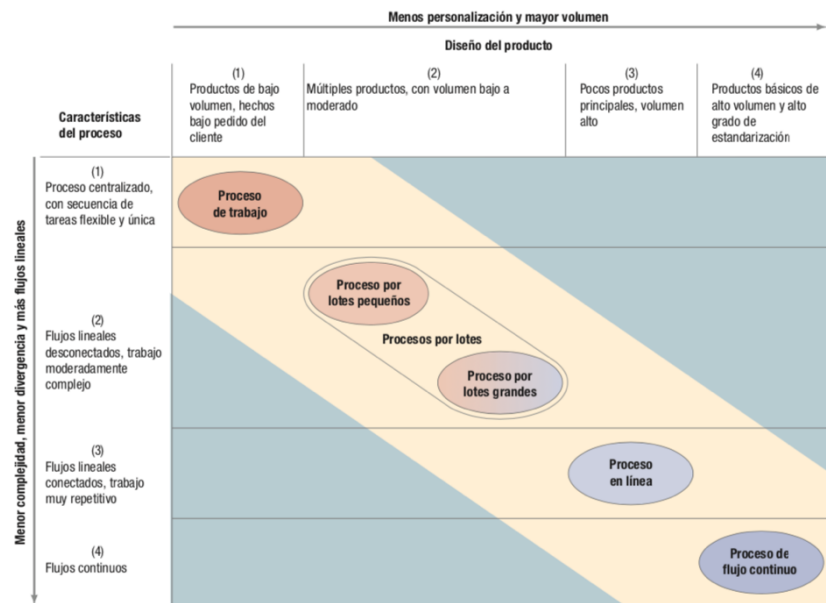 Menos personalización y mayor volumen
Diseño del producto
Características
del proceso
(1)
Productos de bajo
volumen, hechos
bajo pedido del
cliente
(2)
Múltiples productos, con volumen bajo a
moderado
(3)
Pocos productos
principales, volumen
alto
(4)
Productos básicos de
alto volumen y alto
grado de
estandarización
Menor complejidad, menor divergencia y más flujos lineales
(1)
Proceso centralizado,
con secuencia de
tareas flexible y única
Proceso
de trabajo
(2)
Flujos lineales
desconectados, trabajo
moderadamente
complejo
Proceso por
lotes pequeños
Procesos por lotes
Proceso por
lotes grandes
(3)
Flujos lineales
conectados, trabajo
muy repetitivo
Proceso
en línea
(4)
Flujos continuos
Proceso de
flujo continuo